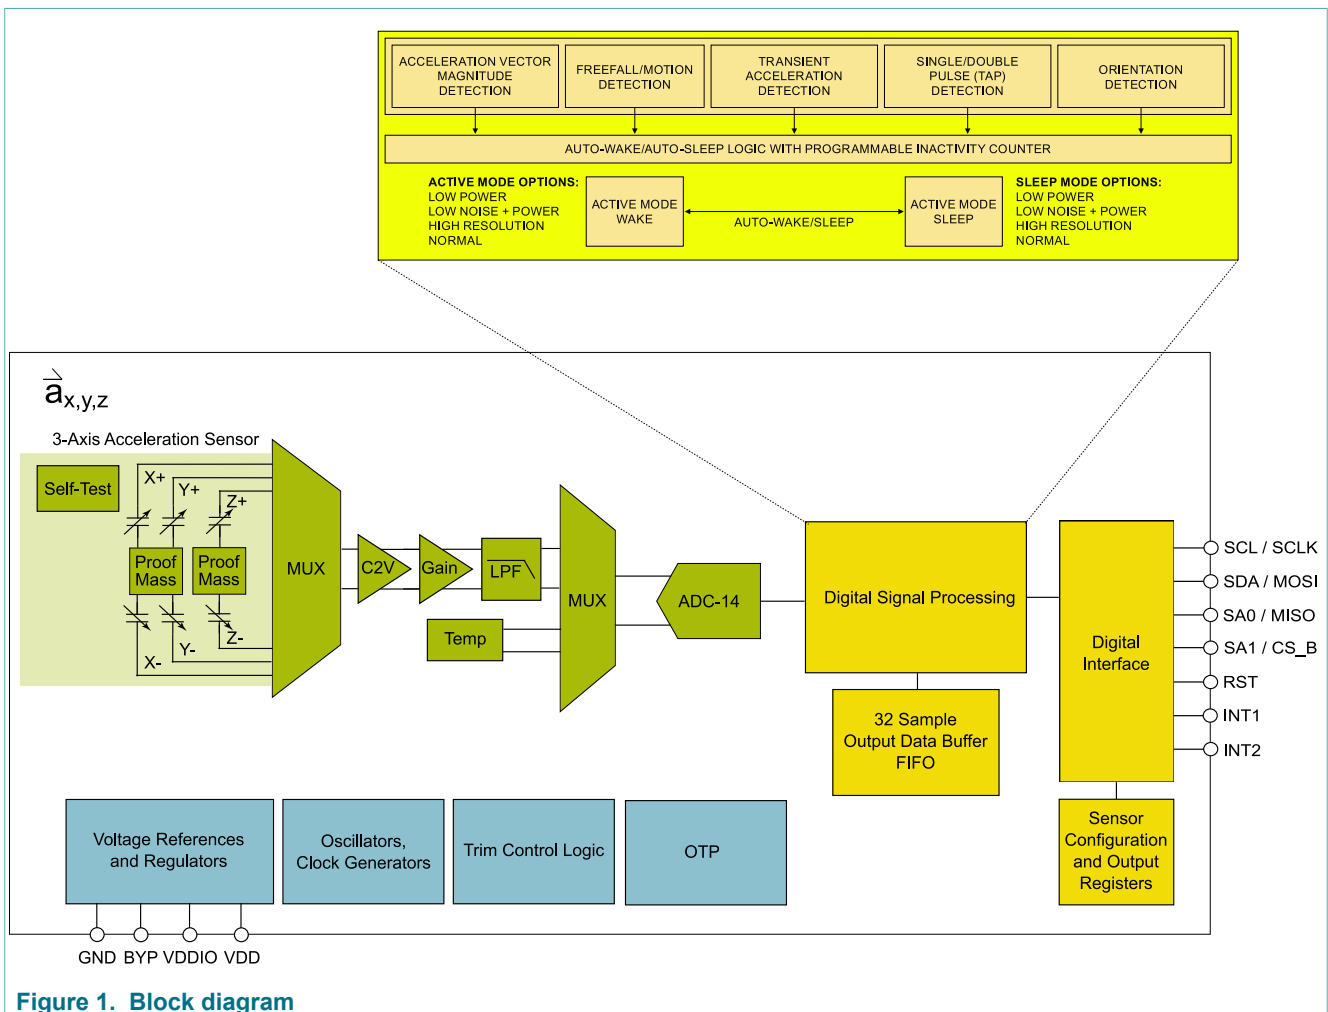 ACCELERATION VECTOR
MAGNITUDE
DETECTION
FREEFALL/MOTION
DETECTION
TRANSIENT
ACCELERATION
DETECTION
SINGLE/DOUBLE
PULSE (TAP)
DETECTION
ORIENTATION
DETECTION
AUTO-WAKE/AUTO-SLEEP LOGIC WITH PROGRAMMABLE INACTIVITY COUNTER
ACTIVE MODE OPTIONS:
LOW POWER
LOW NOISE + POWER
HIGH RESOLUTION
NORMAL
ACTIVE MODE
WAKE
AUTO-WAKE/SLEEP
ACTIVE MODE
SLEEP
SLEEP MODE OPTIONS:
LOW POWER
LOW NOISE + POWER
HIGH RESOLUTION
NORMAL
a x,y,z
3-Axis Acceleration Sensor
Self-Test
X+
Y+
Z+
Proof
Mass
Proof
Mass
Z-
Y-
X-
MUX
C2V
Gain
LPF
Temp
MUX
ADC-14
Digital Signal Processing
32 Sample
Output Data Buffer
FIFO
Digital
Interface
Sensor
Configuration
and Output
Registers
SCL / SCLK
SDA / MOSI
SA0 / MISO
SA1 / CS_B
RST
INT1
INT2
Voltage References
and Regulators
Oscillators,
Clock Generators
Trim Control Logic
OTP
GND
BYP
VDDIO
VDD
Figure 1. Block diagram